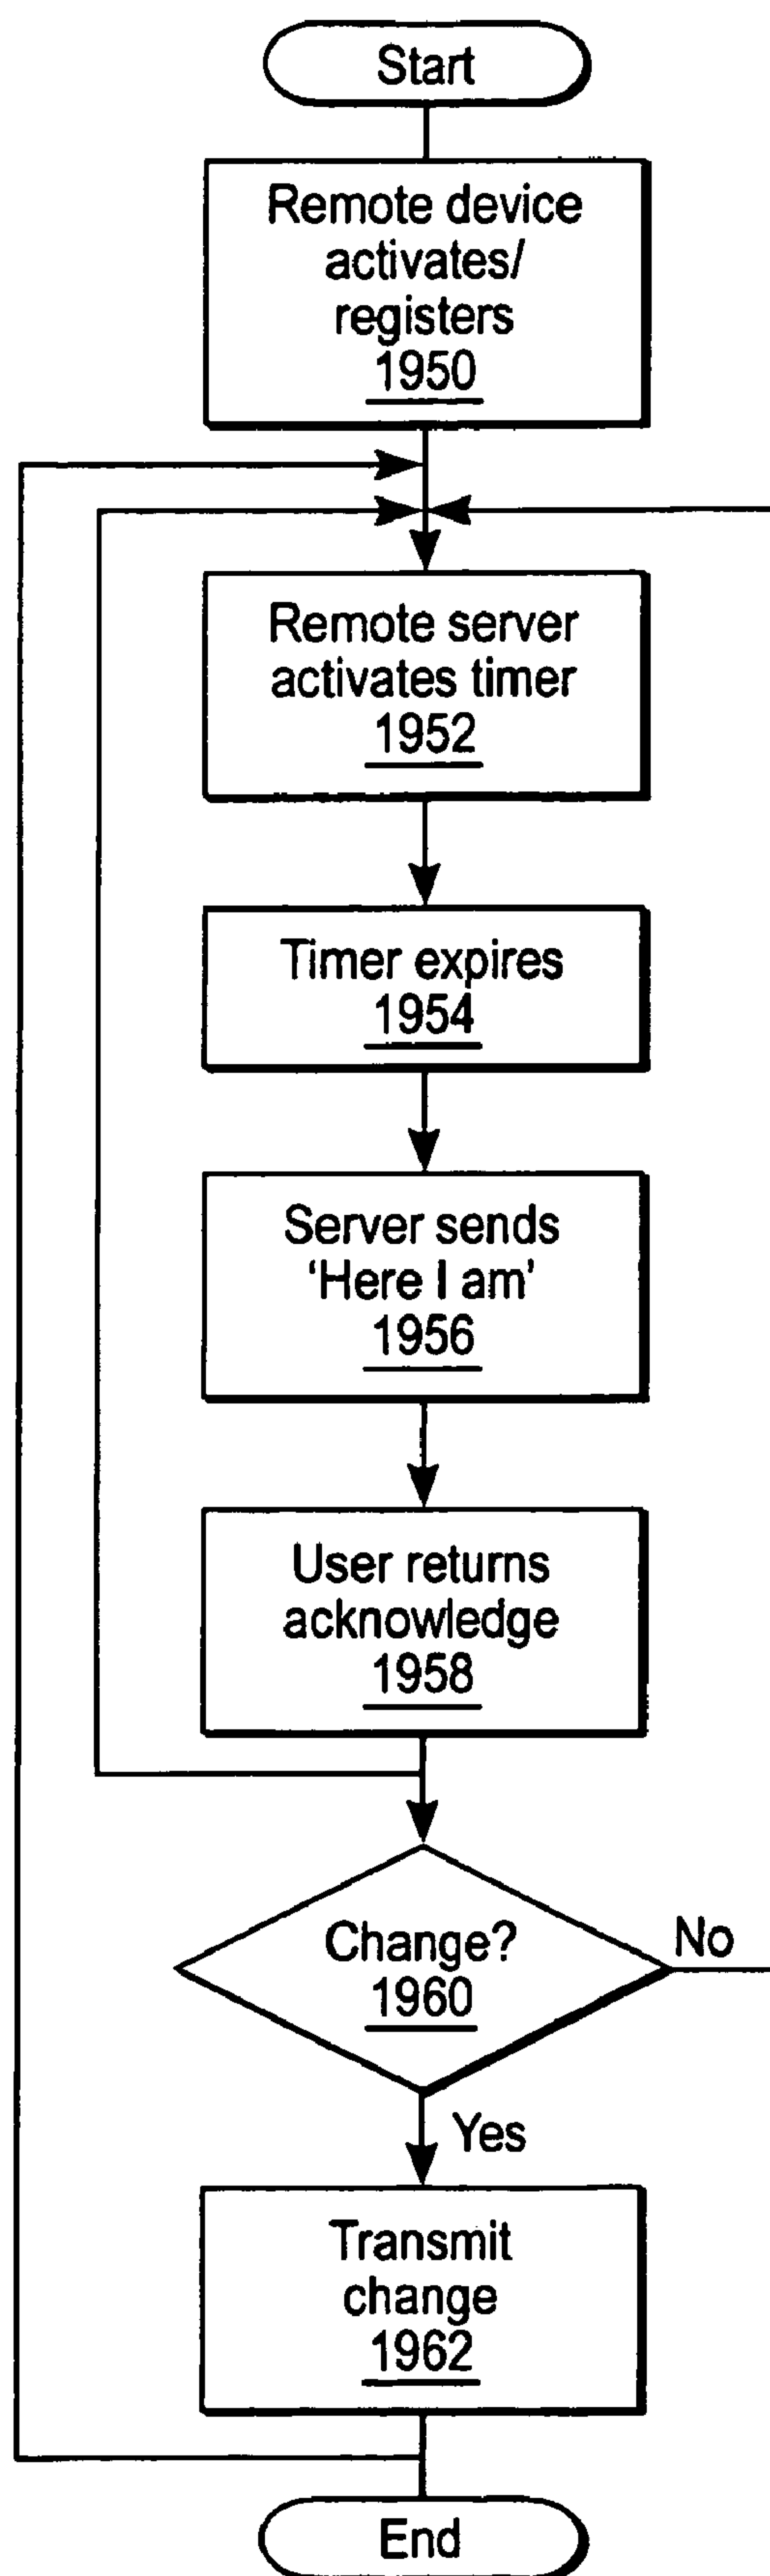 Start
Remote device
activates/
registers
1950
Remote server
activates timer
1952
Timer expires
1954
Server sends
‘Here I am’
1956
User returns
acknowledge
1958
Change?
1960
No
Yes
Transmit
change
1962
End